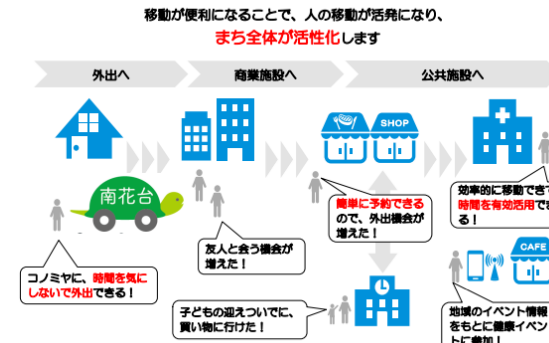 移動が便利になることで、人の移動が活発になり、
まち全体が活性化します
外出へ
商業施設へ
公共施設へ
SHOP
南花台
簡単に予約できる
ので、外出機会が
増えた！
効率的に移動できて
時間を有効活用でき
る！
友人と会う機会が
増えた！
コノミヤに、時間を気に
しないで外出できる！
CAFE
子どもの迎えついでに、
買い物に行けた！
地域のイベント情報
をもとに健康イベン
トに参加！